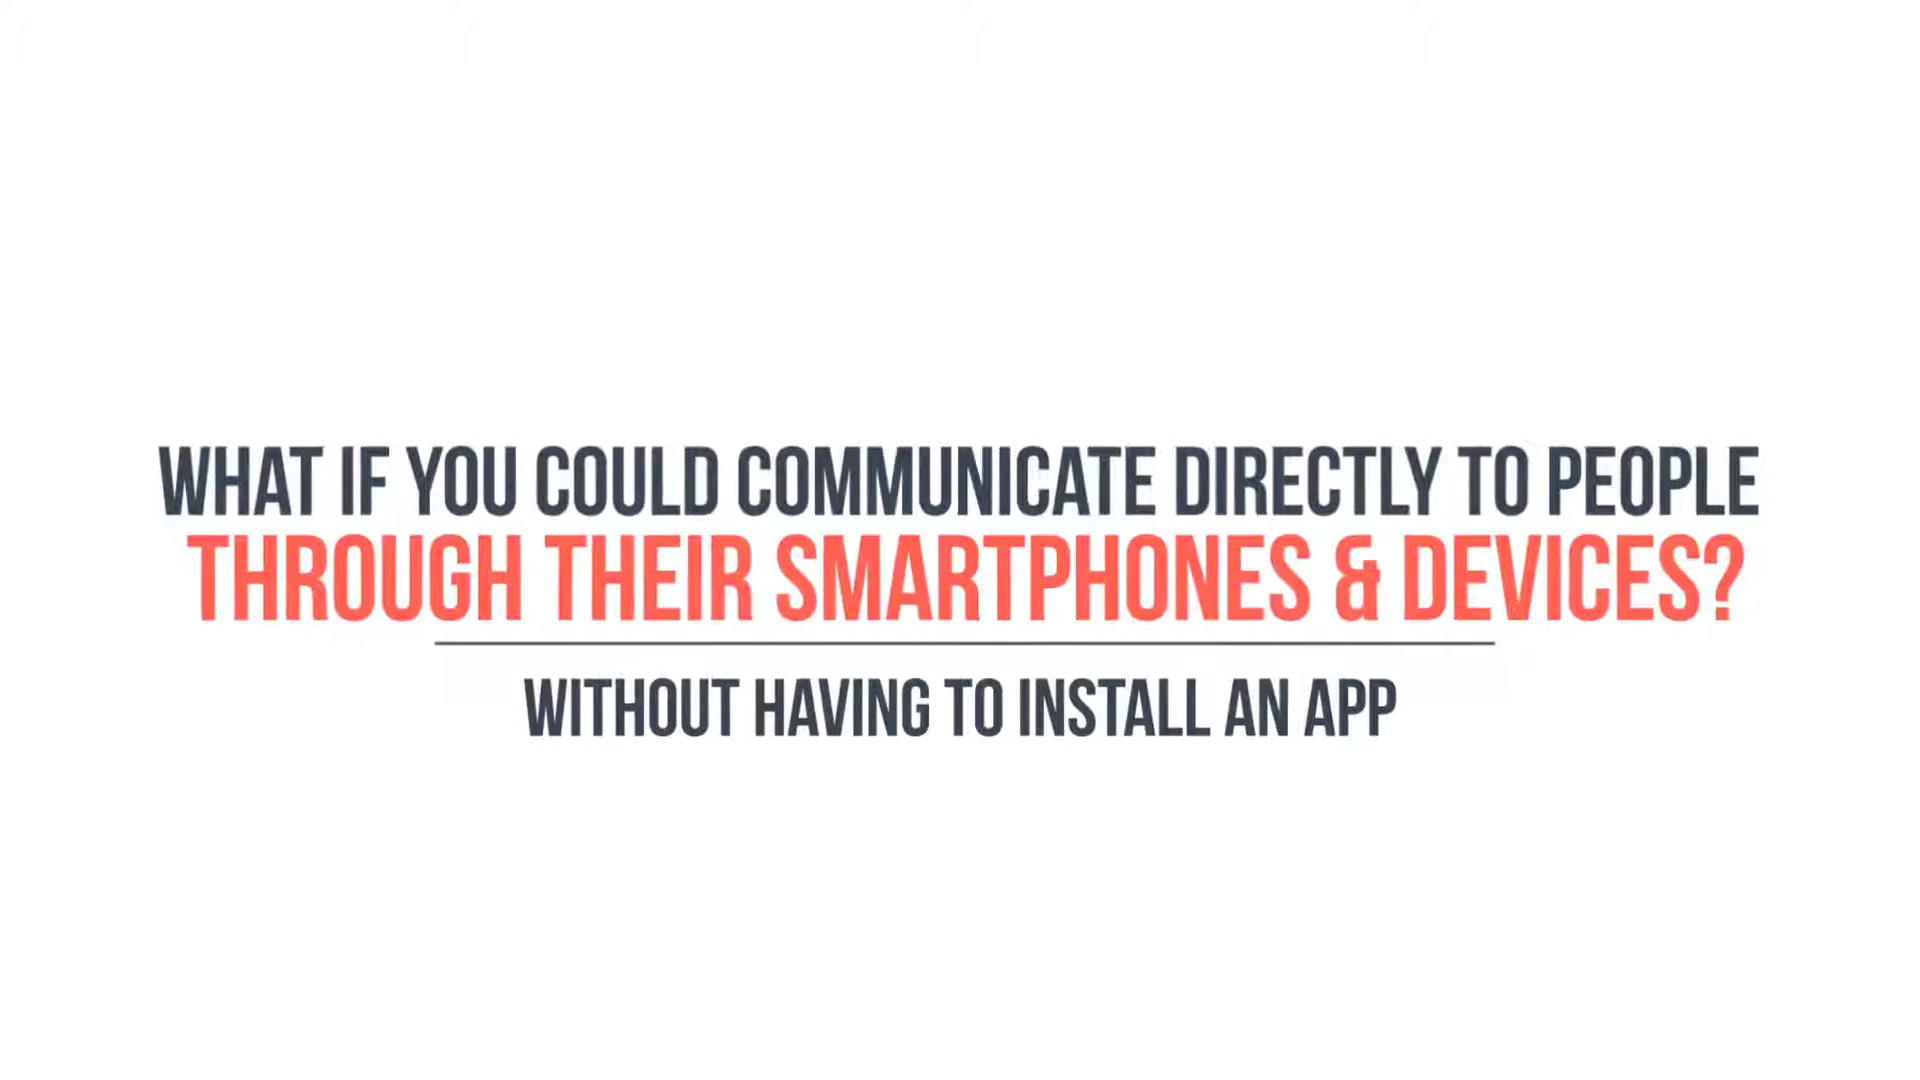 WHAT IF YOU COULD COMMUNICATE DIRECTLY TO PEOPLE
THROUGH THEIR SMARTPHONES & DEVICES?
WITHOUT HAVING TO INSTALL AN APP